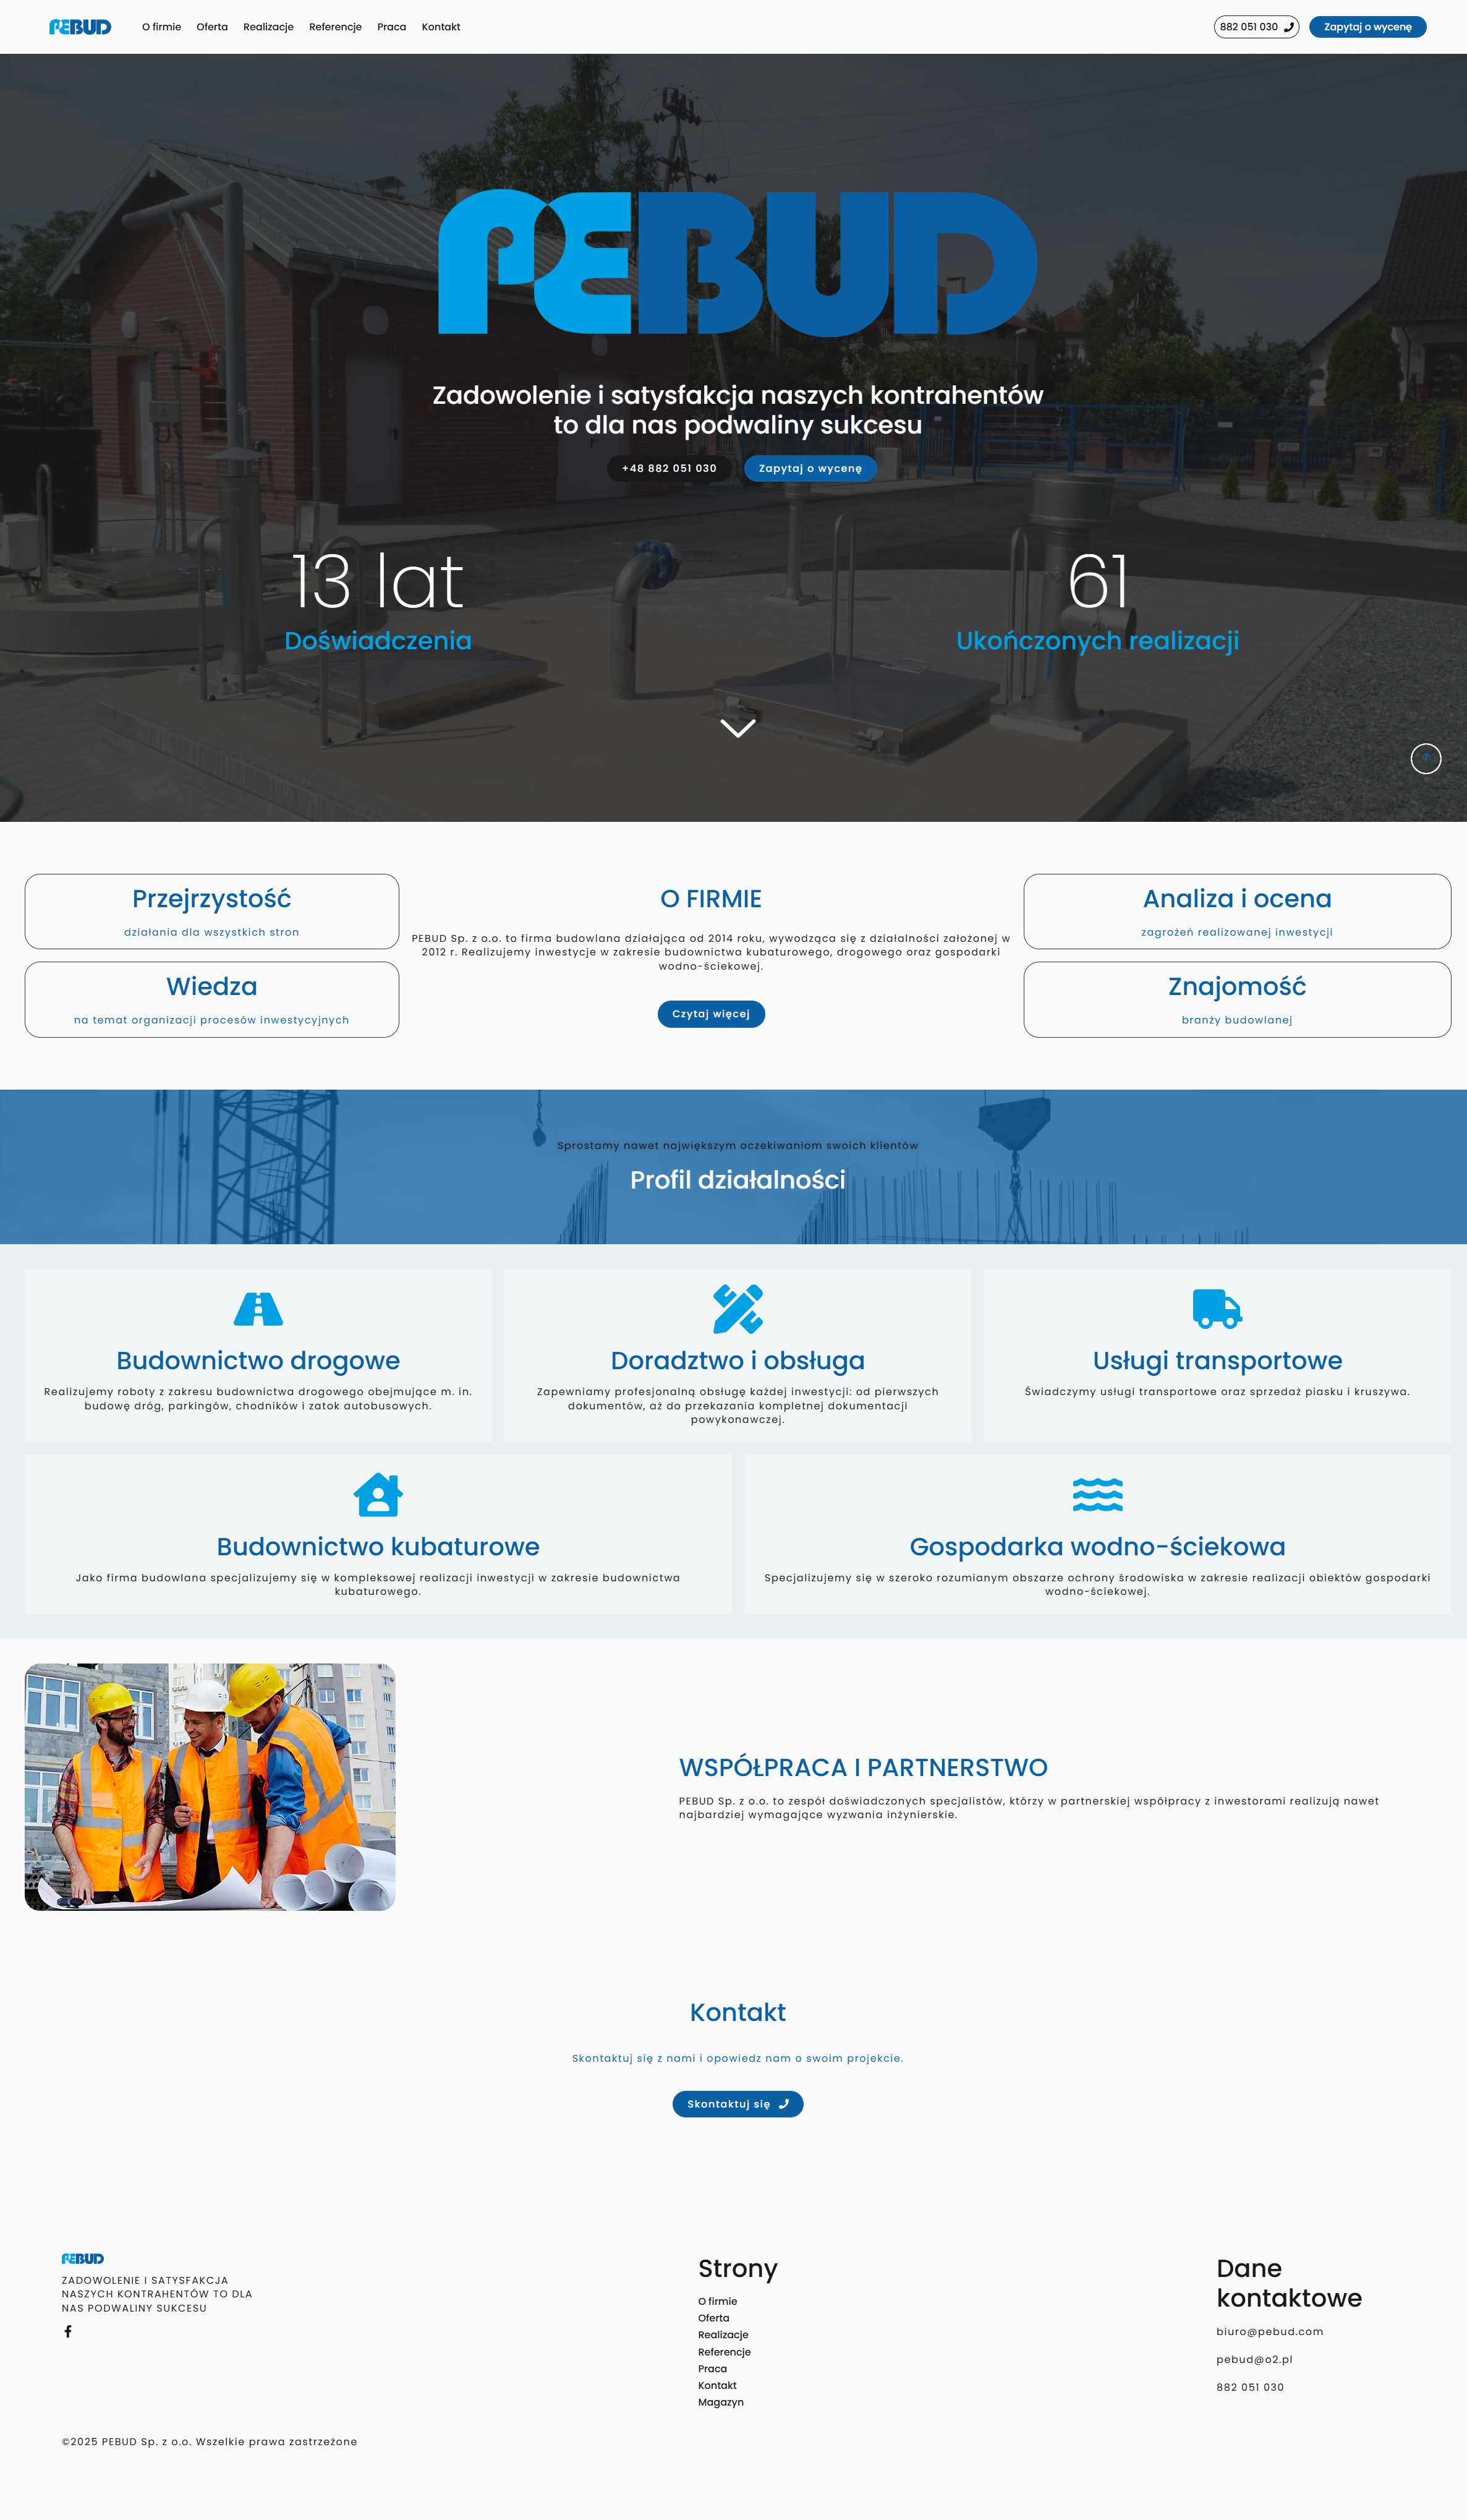 PEBUD
O firmie
Oferta
Realizacje
Referencje
Praca
Kontakt
882 051 030
Zapytaj o wycenę
PEBUD
Zadowolenie i satysfakcja naszych kontrahentów
to dla nas podwaliny sukcesu
+48 882 051 030
Zapytaj o wycenę
13 lat
Doświadczenia
61
Ukończonych realizacji
Przejrzystość
działania dla wszystkich stron
Wiedza
na temat organizacji procesów inwestycyjnych
O FIRMIE
PEBUD Sp. z o.o. to firma budowlana działająca od 2014 roku, wywodząca się z działalności założonej w
2012 r. Realizujemy inwestycje w zakresie budownictwa kubaturowego, drogowego oraz gospodarki
wodno-ściekowej.
Czytaj więcej
Analiza i ocena
zagrożeń realizowanej inwestycji
Znajomość
branży budowlanej
Sprostamy nawet największym oczekiwaniom swoich klientów
Profil działalności
Budownictwo drogowe
Realizujemy roboty z zakresu budownictwa drogowego obejmujące m. in.
budowę dróg, parkingów, chodników i zatok autobusowych.
Doradztwo i obsługa
Zapewniamy profesjonalną obsługę każdej inwestycji: od pierwszych
dokumentów, aż do przekazania kompletnej dokumentacji
powykonawczej.
Usługi transportowe
Świadczymy usługi transportowe oraz sprzedaż piasku i kruszywa.
Budownictwo kubaturowe
Jako firma budowlana specjalizujemy się w kompleksowej realizacji inwestycji w zakresie budownictwa
kubaturowego.
Gospodarka wodno-ściekowa
Specjalizujemy się w szeroko rozumianym obszarze ochrony środowiska w zakresie realizacji obiektów gospodarki
wodno-ściekowej.
WSPÓŁPRACA I PARTNERSTWO
PEBUD Sp. z o.o. to zespół doświadczonych specjalistów, którzy w partnerskiej współpracy z inwestorami realizują nawet
najbardziej wymagające wyzwania inżynierskie.
Kontakt
Skontaktuj się z nami i opowiedz nam o swoim projekcie.
Skontaktuj się
PEBUD
ZADOWOLENIE I SATYSFAKCJA
NASZYCH KONTRAHENTÓW TO DLA
NAS PODWALINY SUKCESU
Strony
O firmie
Oferta
Realizacje
Referencje
Praca
Kontakt
Magazyn
Dane
kontaktowe
biuro@pebud.com
pebud@o2.pl
882 051 030
©2025 PEBUD Sp. z o.o. Wszelkie prawa zastrzeżone